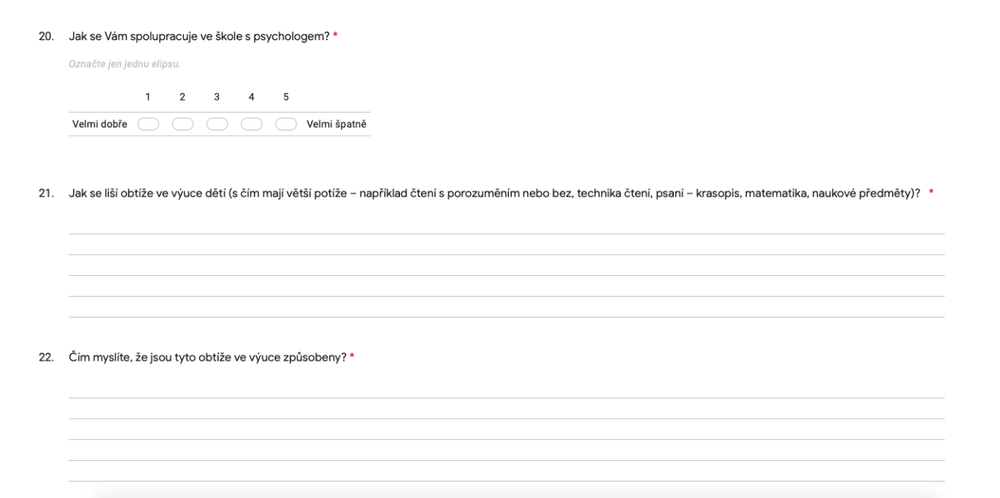 20. Jak se Vám spolupracuje ve škole s psychologem? *
Označte jen jednu elipsu.
1 2 3 4 5
Velmi dobře Velmi špatně
21. Jak se liší obtíže ve výuce dětí (s čím mají větší potíže – například čtení s porozuměním nebo bez, technika čtení, psaní – krasopis, matematika, naukové předměty)? *
22. Čím myslíte, že jsou tyto obtíže ve výuce způsobeny? *